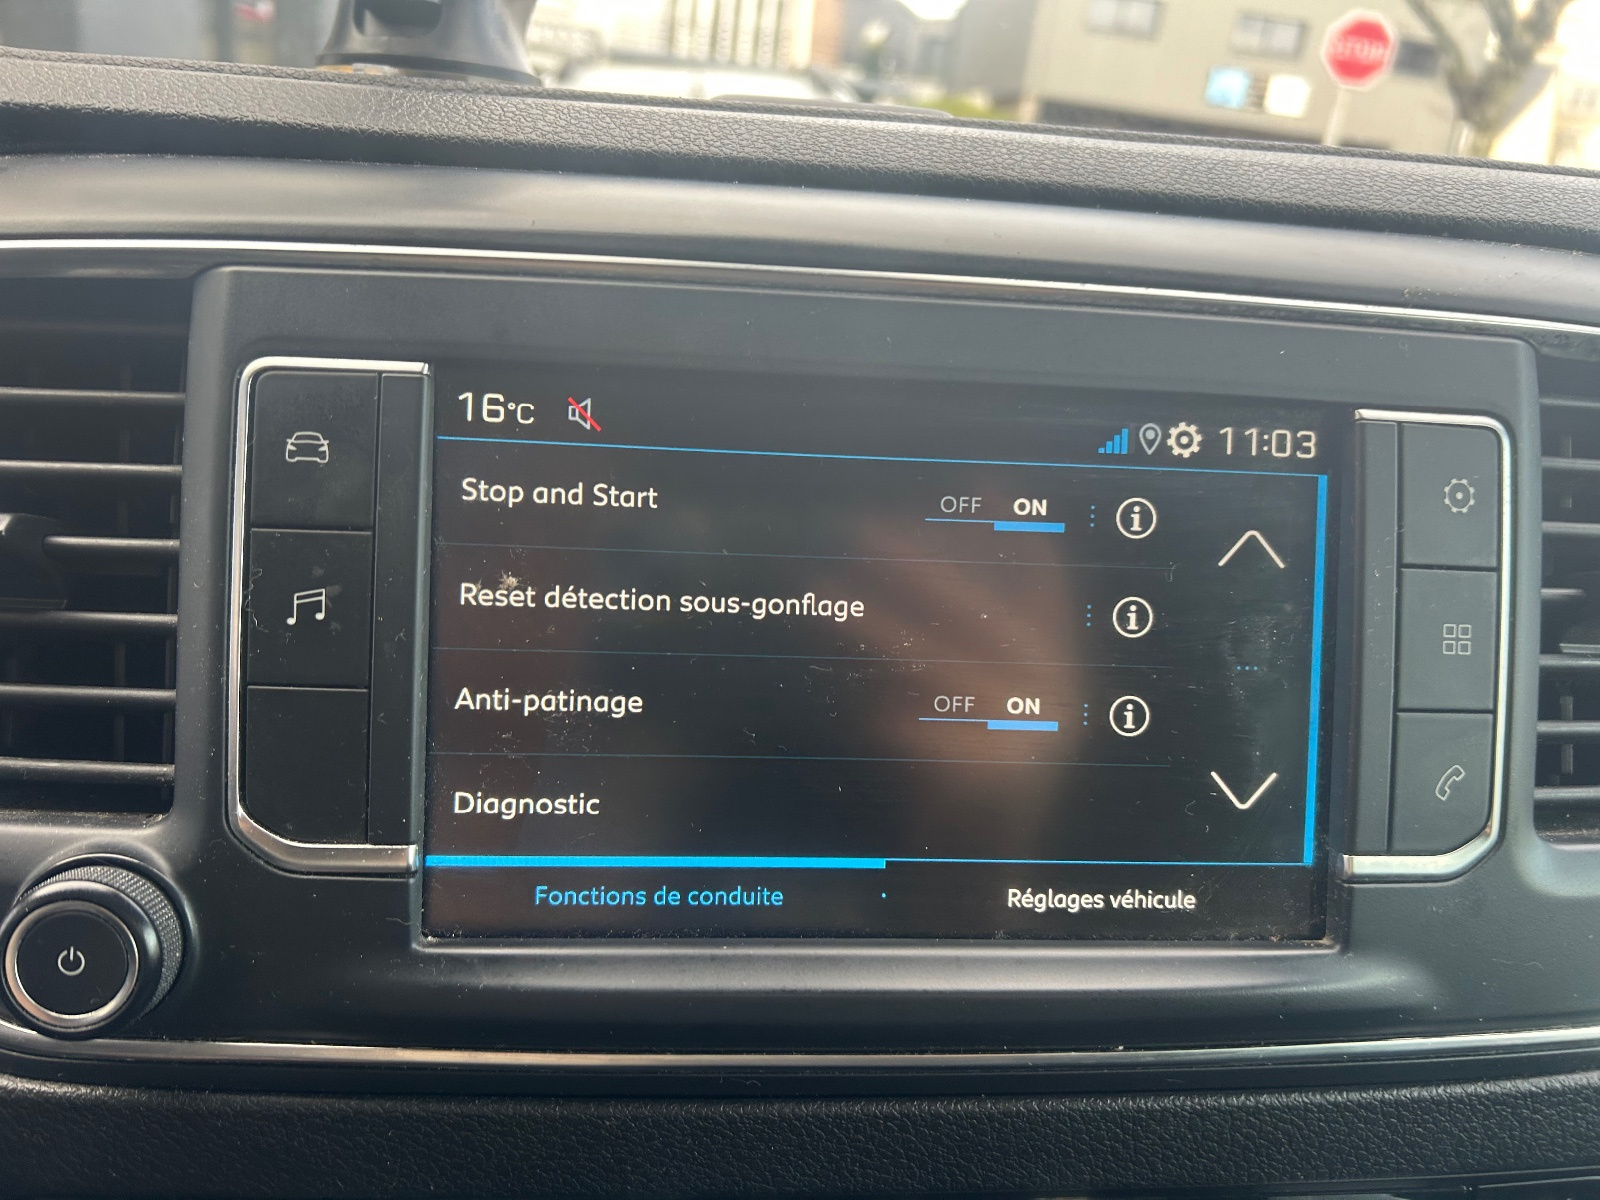 16°C
11:03
Stop and Start
OFF ON
Reset détection sous-gonflage
Anti-patinage
OFF ON
Diagnostic
Fonctions de conduite
Réglages véhicule
STOP